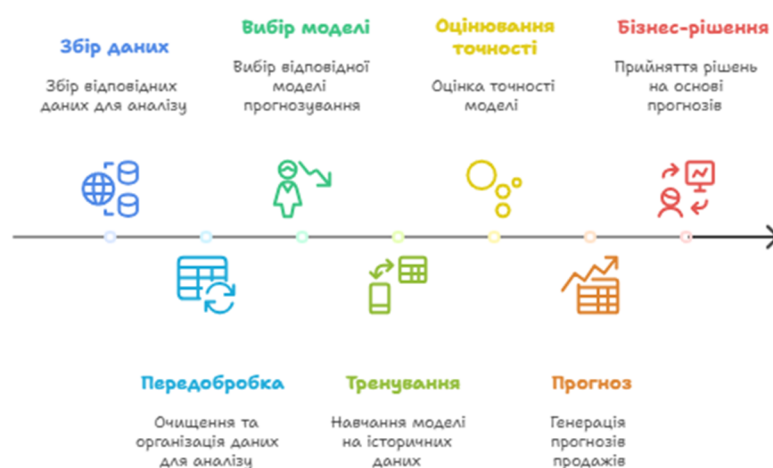 Збір даних
Збір відповідних
даних для аналізу
Вибір моделі
Вибір відповідної
моделі
прогнозування
Оцінювання
точності
Оцінка точності
моделі
Бізнес-рішення
Прийняття рішень
на основі
прогнозів
Передобробка
Очищення та
організація даних
для аналізу
Тренування
Навчання моделі
на історичних
даних
Прогноз
Генерація
прогнозів
продажів